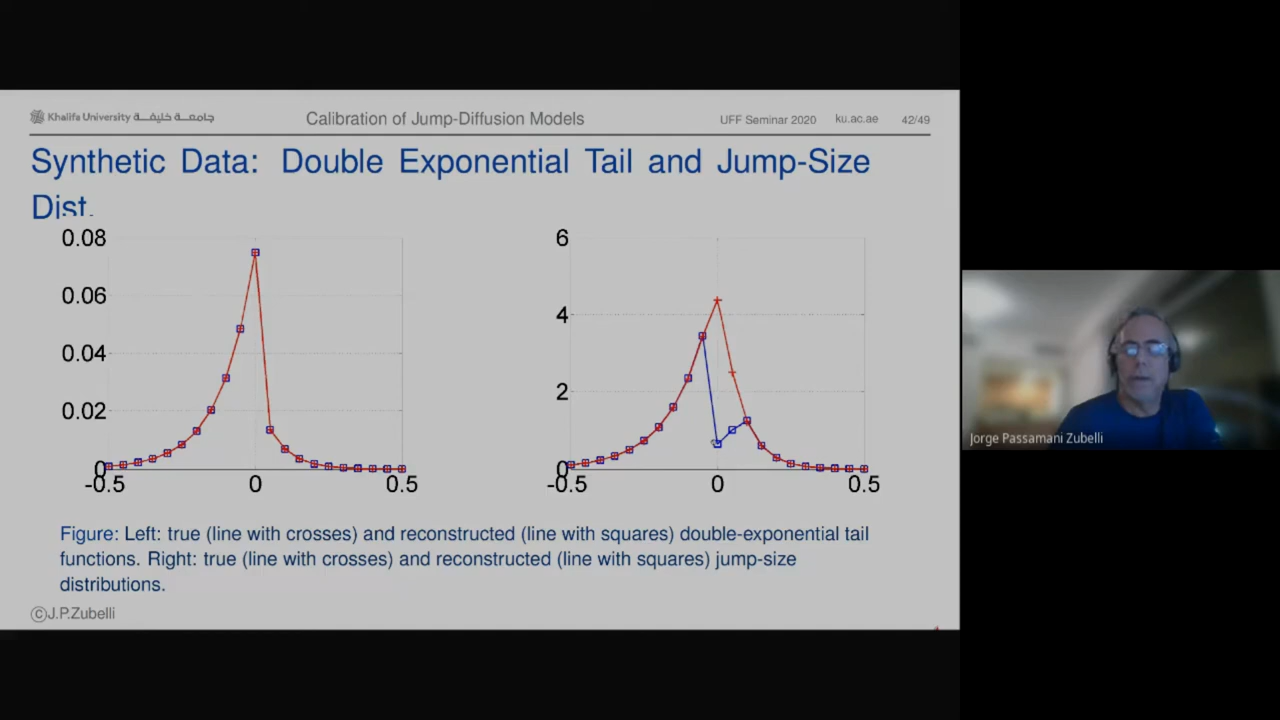 Khalifa University جامعة خليفة
Calibration of Jump-Diffusion Models
UFF Seminar 2020
ku.ac.ae
42/49
Synthetic Data: Double Exponential Tail and Jump-Size
Dist.
0.08
0.06
0.04
0.02
0
-0.5
0
0.5
6
4
2
0
-0.5
0
0.5
Figure: Left: true (line with crosses) and reconstructed (line with squares) double-exponential tail
functions. Right: true (line with crosses) and reconstructed (line with squares) jump-size
distributions.
©J.P.Zubelli
Jorge Passamani Zubelli